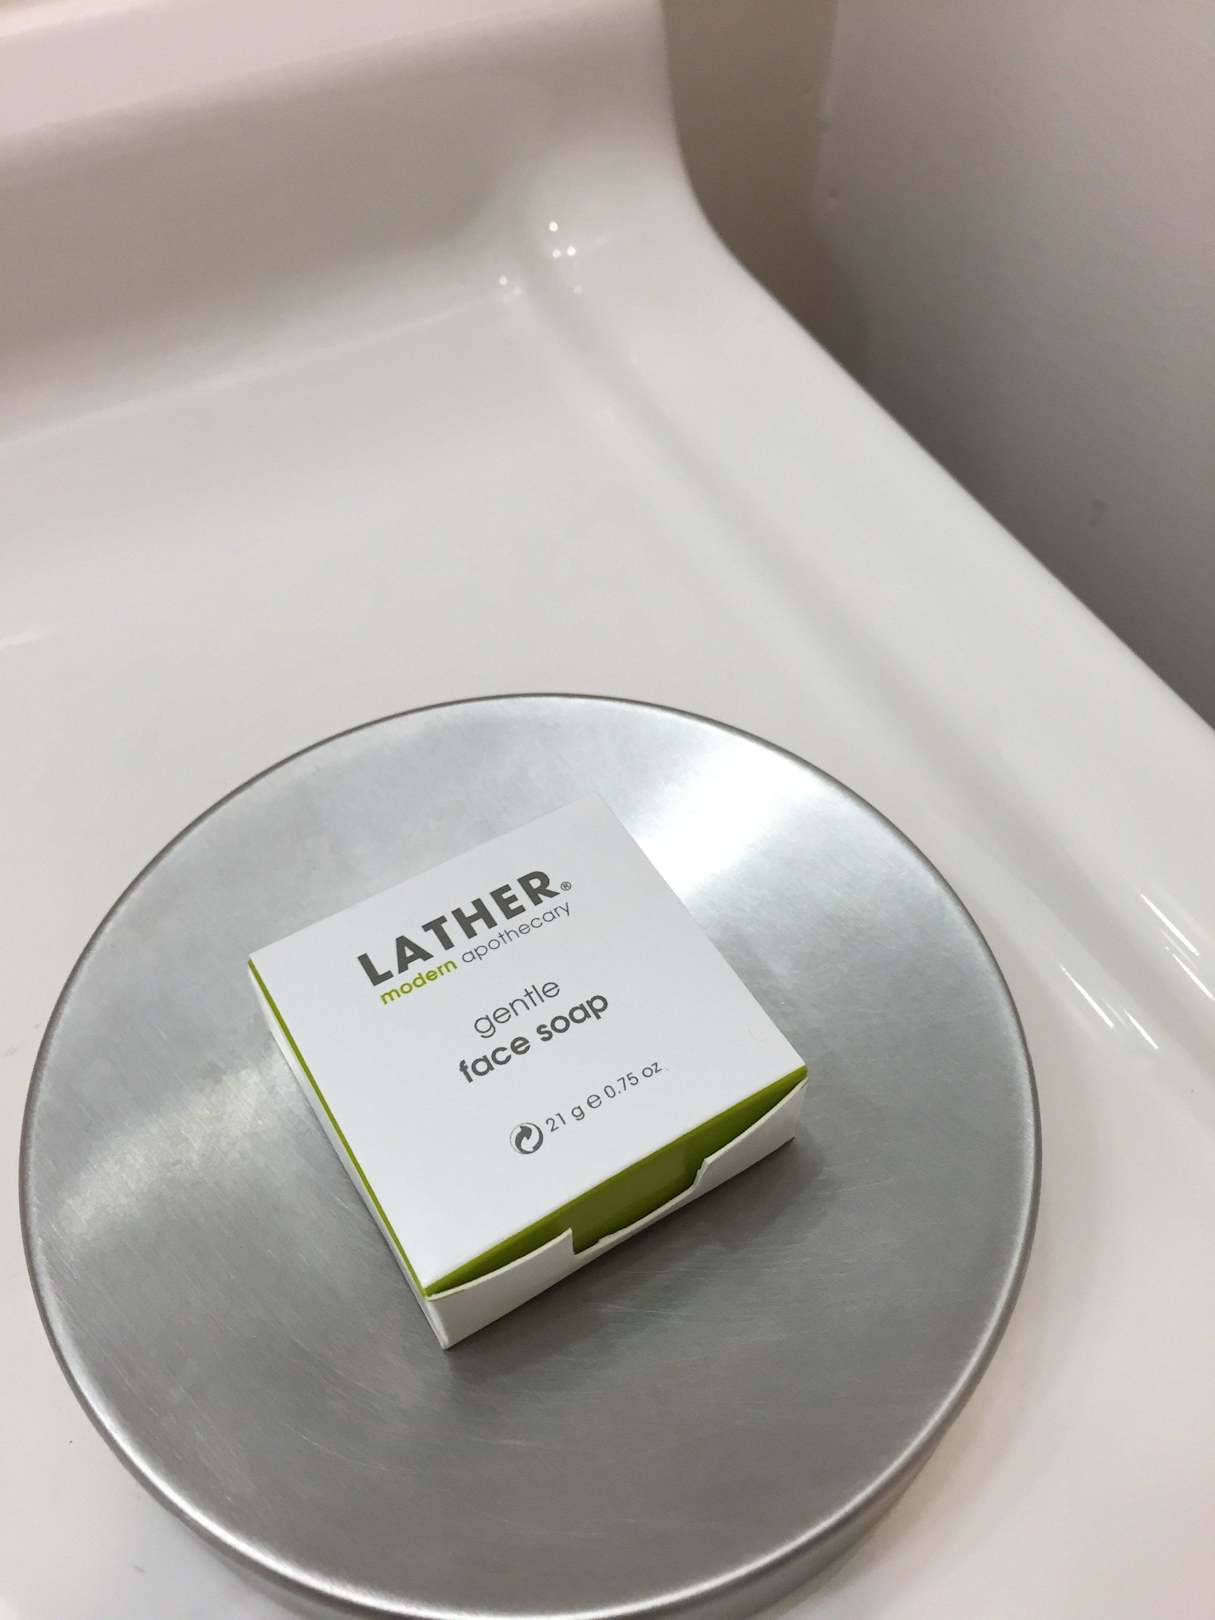 LATHER®
modern apothecary
gentle
face soap
21 g ℮ 0.75 oz.